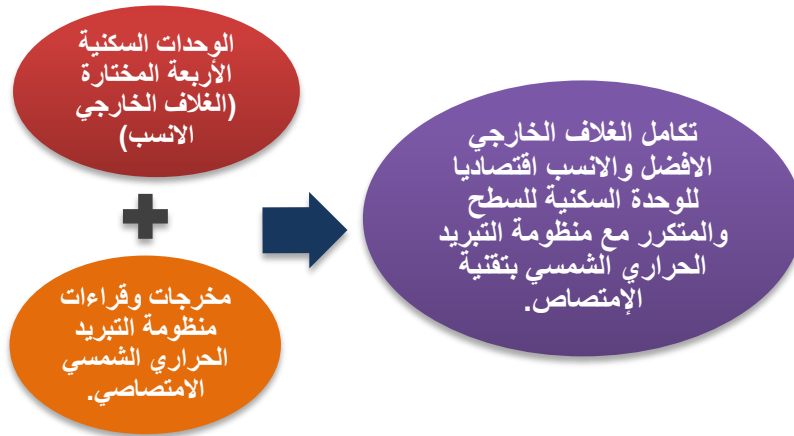 الوحدات السكنية
الأربعة المختارة
(الغلاف الخارجي
الانسب)
+
مخرجات وقراءات
منظومة التبريد
الحراري الشمسي
الامتصاصي.
تكامل الغلاف الخارجي
الافضل والانسب اقتصاديا
للوحدة السكنية للسطح
والمتكرر مع منظومة التبريد
الحراري الشمسي بتقنية
الإمتصاص.